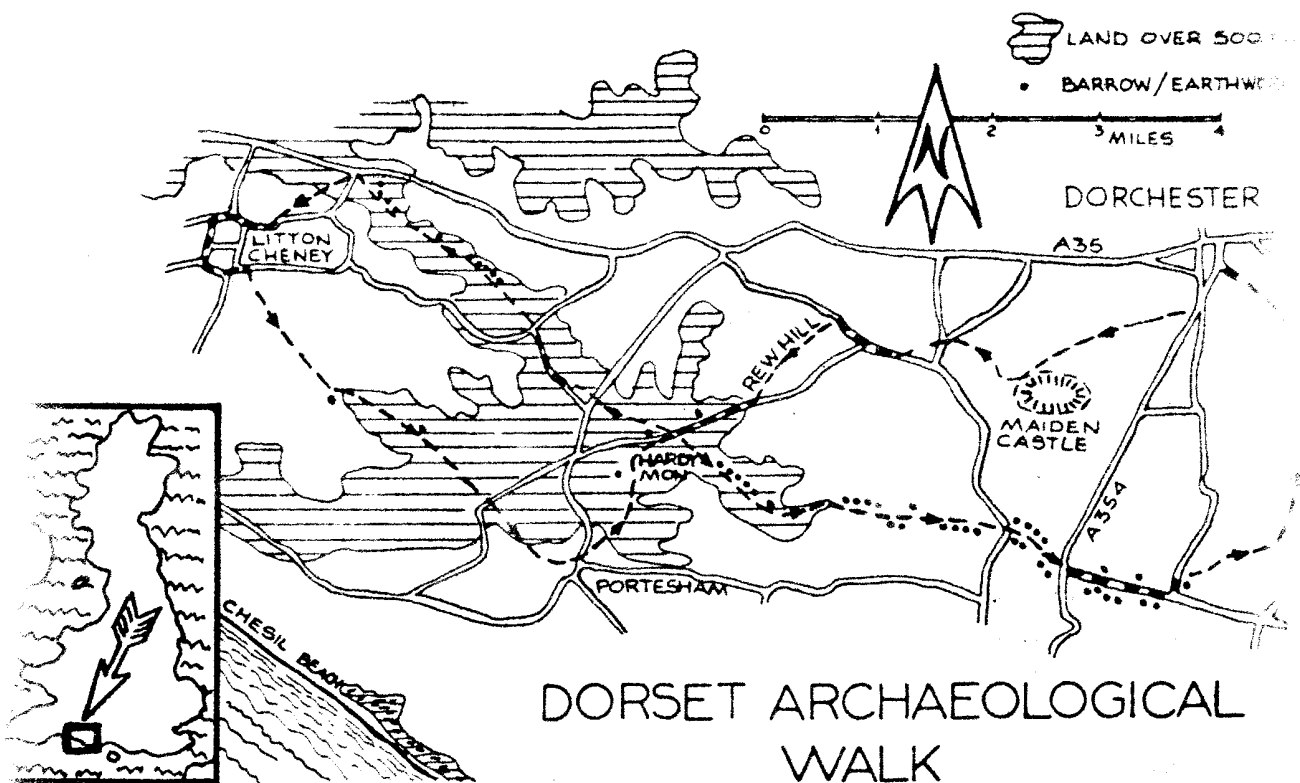 LAND OVER 500
BARROW/EARTHWO
0 1 2 3 4
MILES
N
DORCHESTER
A35
LITTON
CHENEY
REW HILL
MAIDEN
CASTLE
HARDY
MON
A354
PORTESHAM
CHESIL BEACH
DORSET ARCHAEOLOGICAL
WALK